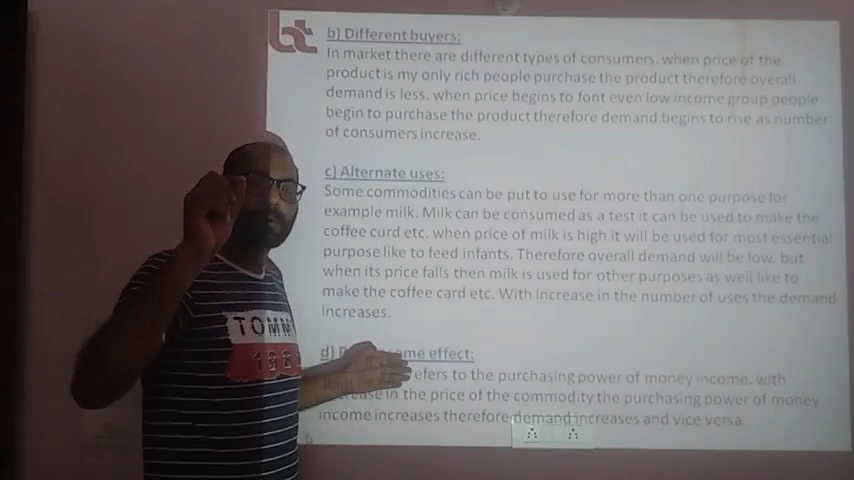 bt
b) Different buyers:
In market there are different types of consumers. when price of the
product is my only rich people purchase the product therefore overall
demand is less. when price begins to font even low income group people
begin to purchase the product therefore demand begins to rise as number
of consumers increase.
c) Alternate uses:
Some commodities can be put to use for more than one purpose for
example milk. Milk can be consumed as a test it can be used to make the
coffee curd etc. when price of milk is high it will be used for most essential
purpose like to feed infants. Therefore overall demand will be low. but
when its price falls then milk is used for other purposes as well like to
make the coffee card etc. With increase in the number of uses the demand
increases.
d) effect:
to the purchasing power of money income. with
in the price of the commodity the purchasing power of money
income increases therefore demand increases and vice versa.
TOMM
198